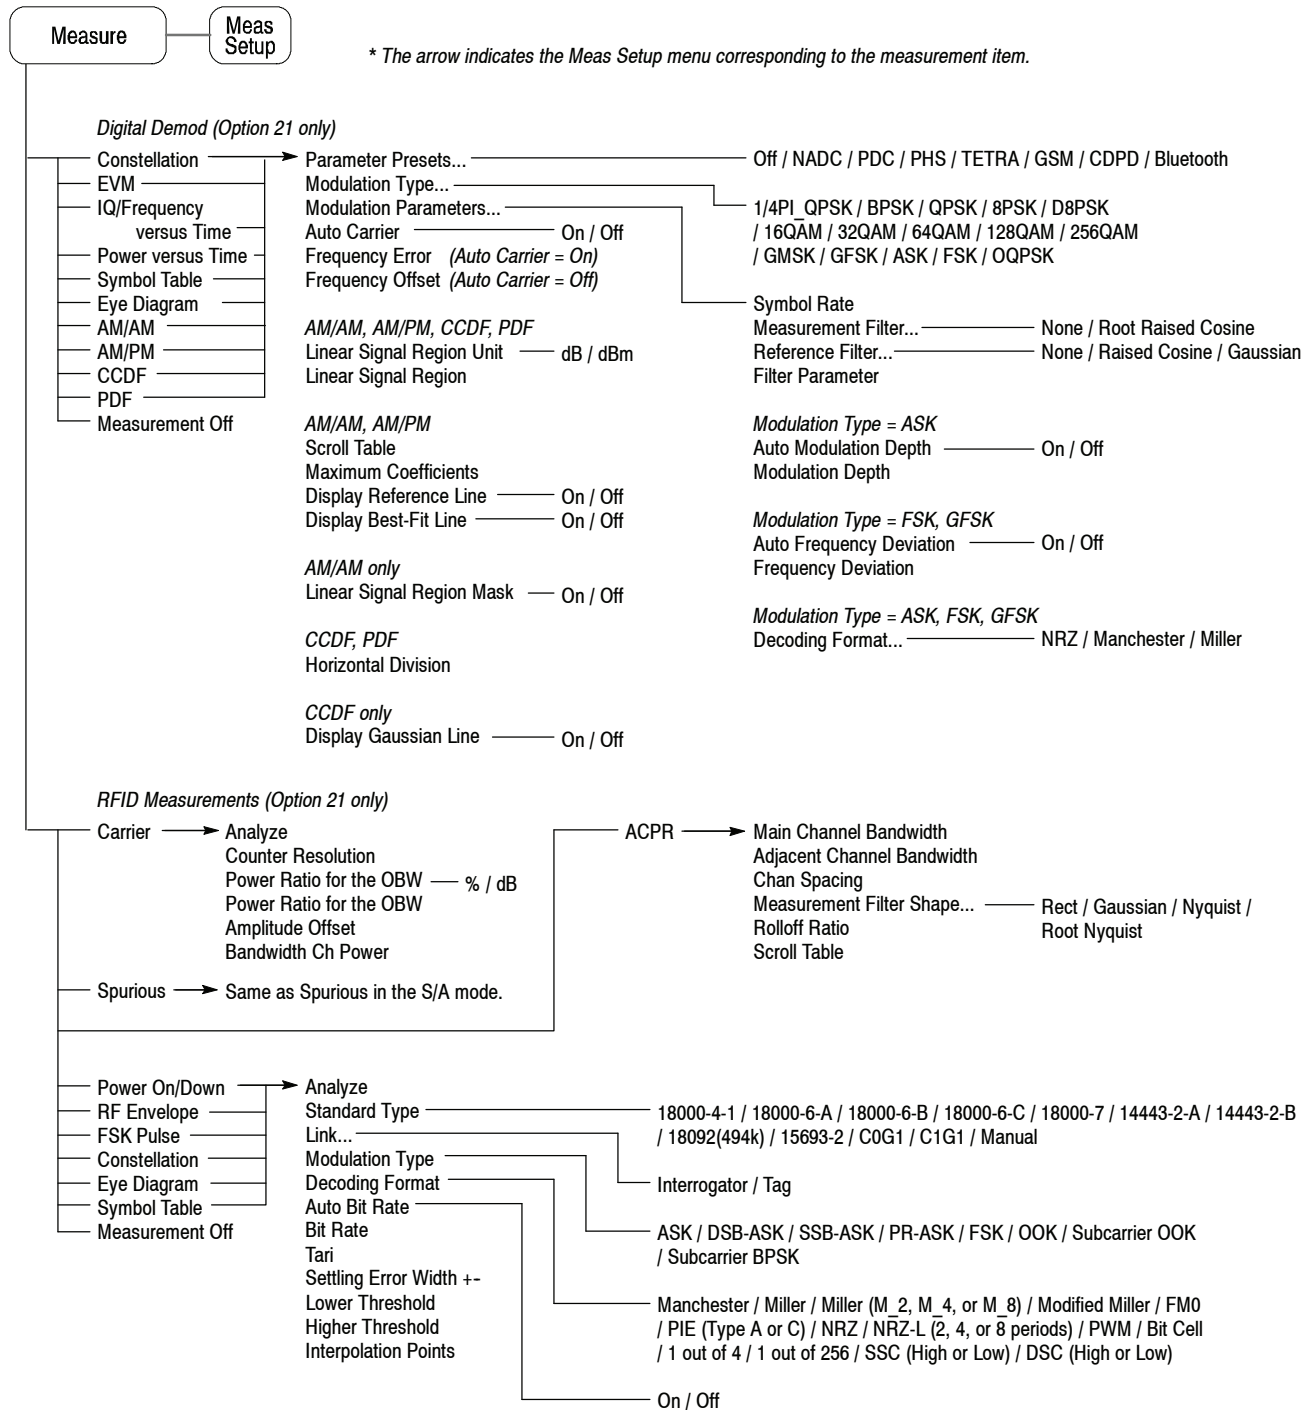 Measure
Meas
Setup
* The arrow indicates the Meas Setup menu corresponding to the measurement item.
Digital Demod (Option 21 only)
Constellation
EVM
IQ/Frequency
versus Time
Power versus Time
Symbol Table
Eye Diagram
AM/AM
AM/PM
CCDF
PDF
Measurement Off
Parameter Presets...
Modulation Type...
Modulation Parameters...
Auto Carrier
On / Off
Frequency Error (Auto Carrier = On)
Frequency Offset (Auto Carrier = Off)
AM/AM, AM/PM, CCDF, PDF
Linear Signal Region Unit
dB / dBm
Linear Signal Region
AM/AM, AM/PM
Scroll Table
Maximum Coefficients
Display Reference Line
On / Off
Display Best-Fit Line
On / Off
AM/AM only
Linear Signal Region Mask
On / Off
CCDF, PDF
Horizontal Division
CCDF only
Display Gaussian Line
On / Off
Off / NADC / PDC / PHS / TETRA / GSM / CDPD / Bluetooth
1/4PI_QPSK / BPSK / QPSK / 8PSK / D8PSK
/ 16QAM / 32QAM / 64QAM / 128QAM / 256QAM
/ GMSK / GFSK / ASK / FSK / OQPSK
Symbol Rate
Measurement Filter...
None / Root Raised Cosine
Reference Filter...
None / Raised Cosine / Gaussian
Filter Parameter
Modulation Type = ASK
Auto Modulation Depth
On / Off
Modulation Depth
Modulation Type = FSK, GFSK
Auto Frequency Deviation
On / Off
Frequency Deviation
Modulation Type = ASK, FSK, GFSK
Decoding Format...
NRZ / Manchester / Miller
RFID Measurements (Option 21 only)
Carrier
Analyze
Counter Resolution
Power Ratio for the OBW
% / dB
Power Ratio for the OBW
Amplitude Offset
Bandwidth Ch Power
Spurious
Same as Spurious in the S/A mode.
ACPR
Main Channel Bandwidth
Adjacent Channel Bandwidth
Chan Spacing
Measurement Filter Shape...
Rect / Gaussian / Nyquist /
Root Nyquist
Rolloff Ratio
Scroll Table
Power On/Down
RF Envelope
FSK Pulse
Constellation
Eye Diagram
Symbol Table
Measurement Off
Analyze
Standard Type
Link...
Modulation Type
Decoding Format
Auto Bit Rate
Bit Rate
Tari
Settling Error Width +-
Lower Threshold
Higher Threshold
Interpolation Points
18000-4-1 / 18000-6-A / 18000-6-B / 18000-6-C / 18000-7 / 14443-2-A / 14443-2-B
/ 18092(494k) / 15693-2 / C0G1 / C1G1 / Manual
Interrogator / Tag
ASK / DSB-ASK / SSB-ASK / PR-ASK / FSK / OOK / Subcarrier OOK
/ Subcarrier BPSK
Manchester / Miller / Miller (M_2, M_4, or M_8) / Modified Miller / FM0
/ PIE (Type A or C) / NRZ / NRZ-L (2, 4, or 8 periods) / PWM / Bit Cell
/ 1 out of 4 / 1 out of 256 / SSC (High or Low) / DSC (High or Low)
On / Off